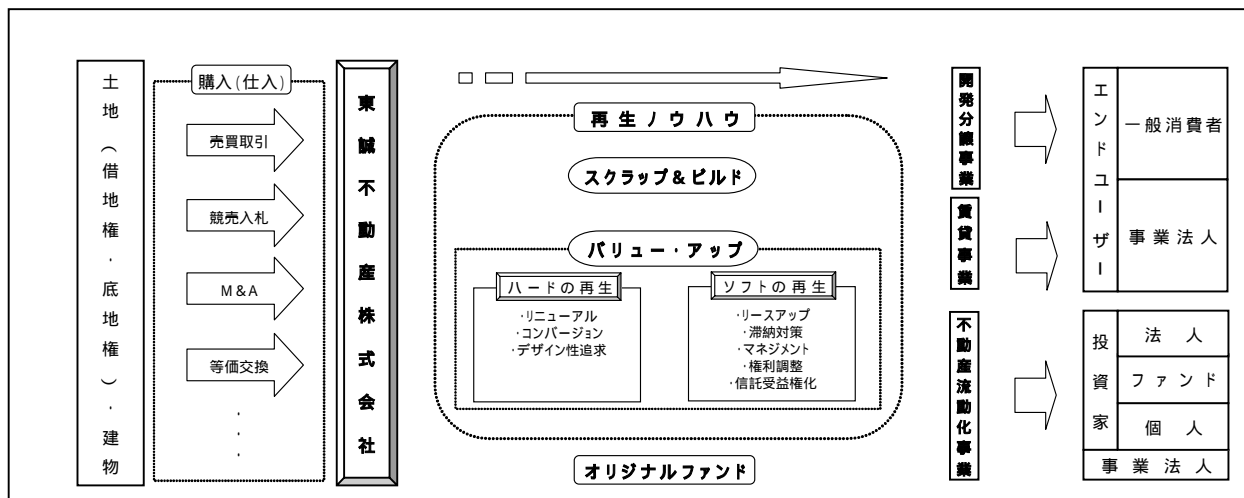 土地(借地権・底地権)・建物
購入(仕入)
売買取引
競売入札
M&A
等価交換
・
・
・
東誠不動産株式会社
再生ノウハウ
スクラップ&ビルド
バリュー・アップ
ハードの再生
・リニューアル
・コンバージョン
・デザイン性追求
ソフトの再生
・リースアップ
・滞納対策
・マネジメント
・権利調整
・信託受益権化
オリジナルファンド
開発分譲事業
賃貸事業
不動産流動化事業
エンドユーザー
一般消費者
事業法人
投資家
法人
ファンド
個人
事業法人